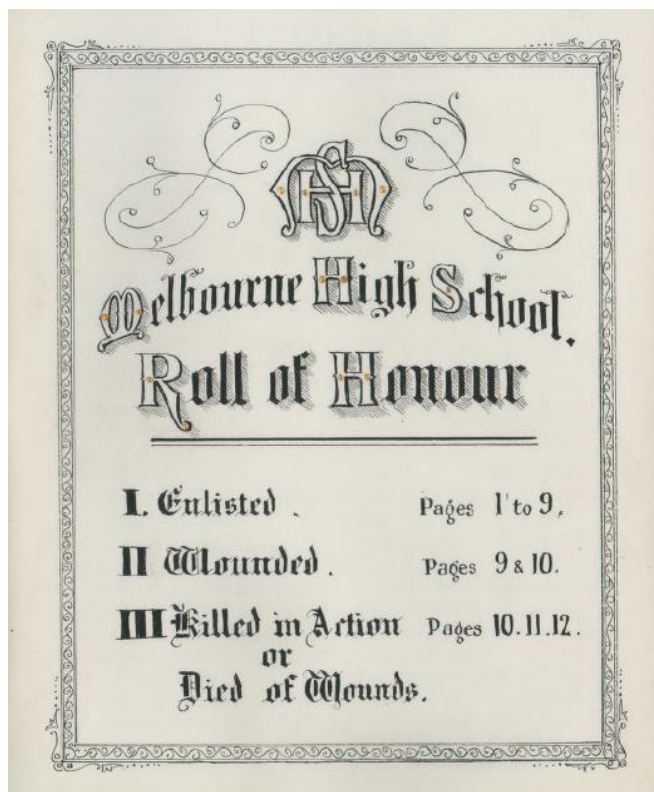 MHS
Melbourne High School.
Roll of Honour
I. Enlisted. Pages 1 to 9.
II Wounded. Pages 9 & 10.
III Killed in Action Pages 10.11.12.
or
Died of Wounds.